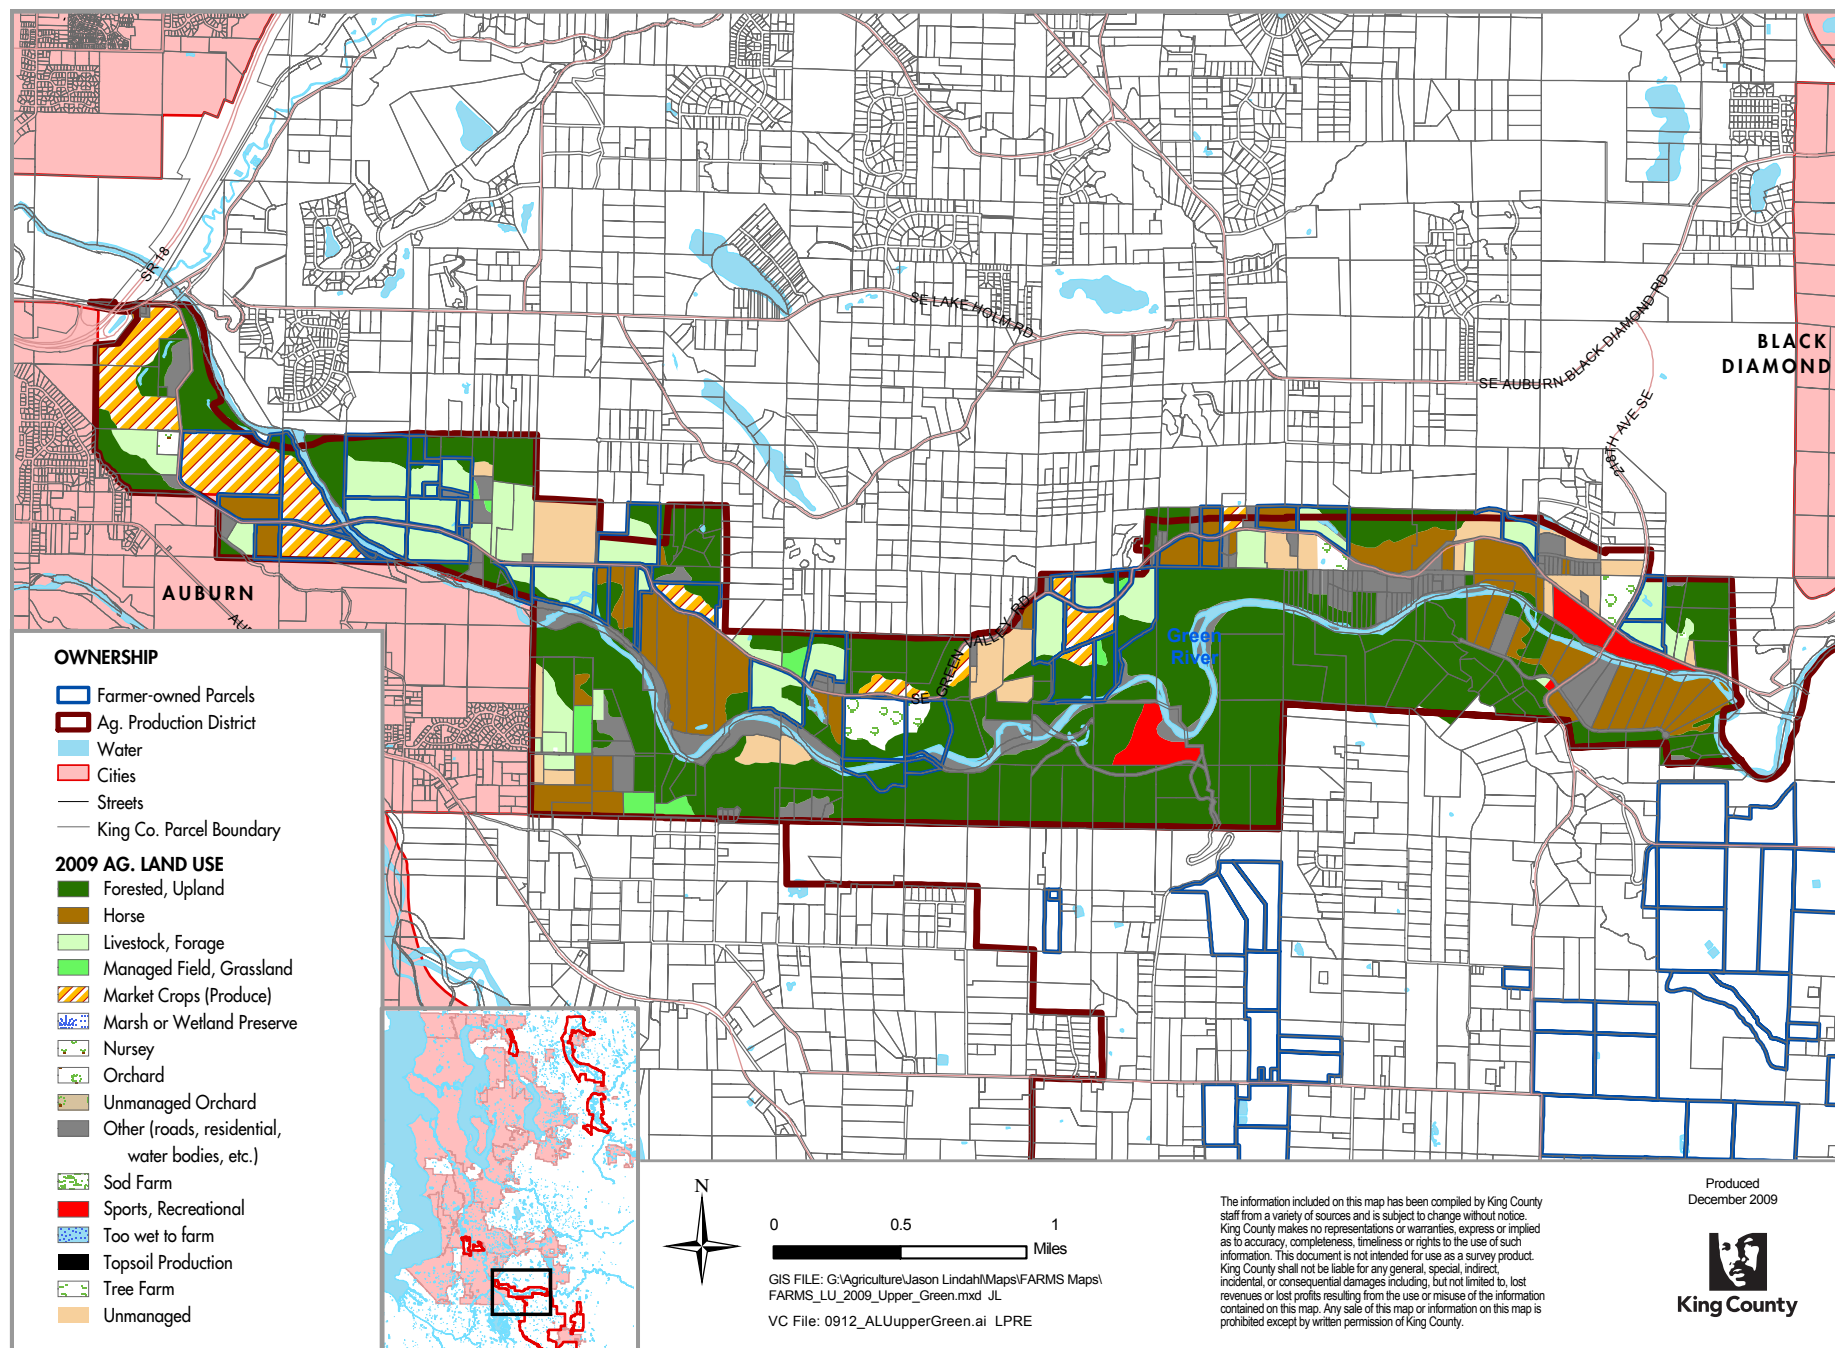 SR 18
SE LAKE HOLM RD
SE AUBURN-BLACK DIAMOND RD
BLACK
DIAMOND
218TH AVE SE
AUBURN
SE GREEN VALLEY RD
Green
River
OWNERSHIP
Farmer-owned Parcels
Ag. Production District
Water
Cities
Streets
King Co. Parcel Boundary
2009 AG. LAND USE
Forested, Upland
Horse
Livestock, Forage
Managed Field, Grassland
Market Crops (Produce)
Marsh or Wetland Preserve
Nursey
Orchard
Unmanaged Orchard
Other (roads, residential,
water bodies, etc.)
Sod Farm
Sports, Recreational
Too wet to farm
Topsoil Production
Tree Farm
Unmanaged
N
0 0.5 1
Miles
GIS FILE: G:\Agriculture\Jason Lindahl\Maps\FARMS Maps\
FARMS_LU_2009_Upper_Green.mxd JL
VC File: 0912_ALUupperGreen.ai LPRE
The information included on this map has been compiled by King County
staff from a variety of sources and is subject to change without notice.
King County makes no representations or warranties, express or implied
as to accuracy, completeness, timeliness or rights to the use of such
information. This document is not intended for use as a survey product.
King County shall not be liable for any general, special, indirect,
incidental, or consequential damages including, but not limited to, lost
revenues or lost profits resulting from the use or misuse of the information
contained on this map. Any sale of this map or information on this map is
prohibited except by written permission of King County.
Produced
December 2009
King County